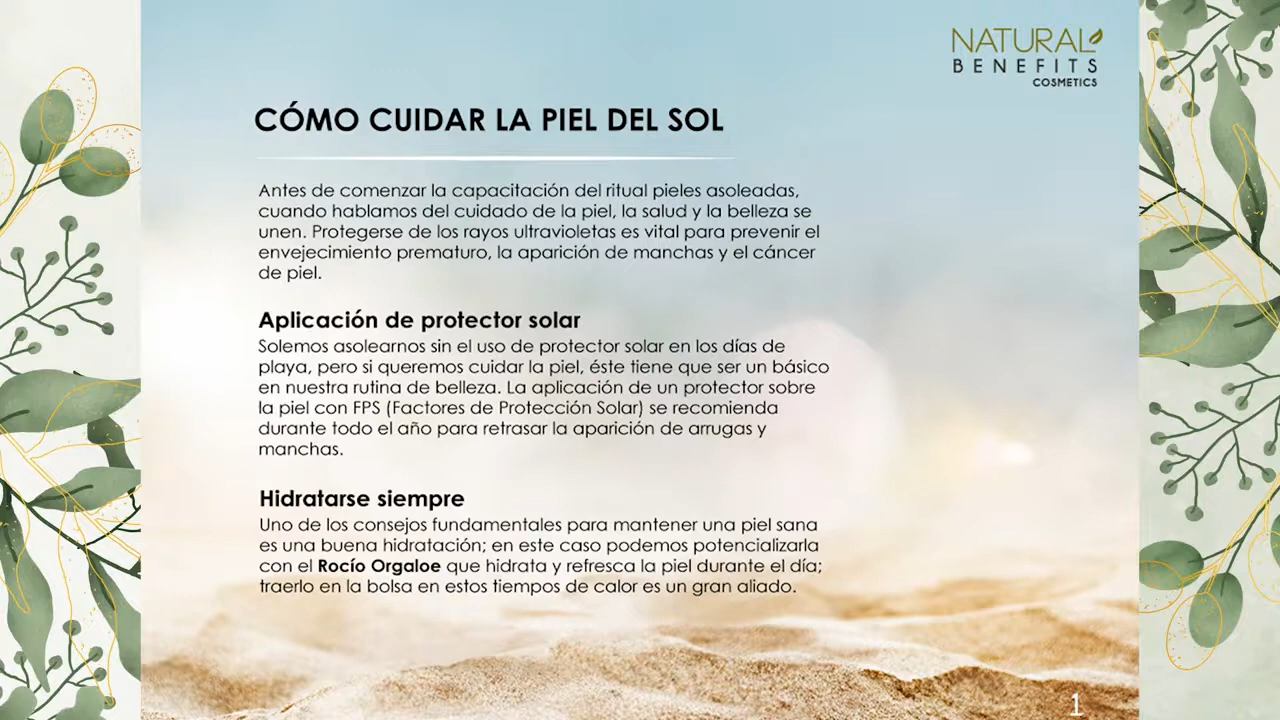 NATURAL
BENEFITS
COSMETICS
CÓMO CUIDAR LA PIEL DEL SOL
Antes de comenzar la capacitación del ritual pieles asoleadas,
cuando hablamos del cuidado de la piel, la salud y la belleza se
unen. Protegerse de los rayos ultravioletas es vital para prevenir el
envejecimiento prematuro, la aparición de manchas y el cáncer
de piel.
Aplicación de protector solar
Solemos asolearnos sin el uso de protector solar en los días de
playa, pero si queremos cuidar la piel, éste tiene que ser un básico
en nuestra rutina de belleza. La aplicación de un protector sobre
la piel con FPS (Factores de Protección Solar) se recomienda
durante todo el año para retrasar la aparición de arrugas y
manchas.
Hidratarse siempre
Uno de los consejos fundamentales para mantener una piel sana
es una buena hidratación; en este caso podemos potencializarla
con el Rocío Orgaloe que hidrata y refresca la piel durante el día;
traerlo en la bolsa en estos tiempos de calor es un gran aliado.
1